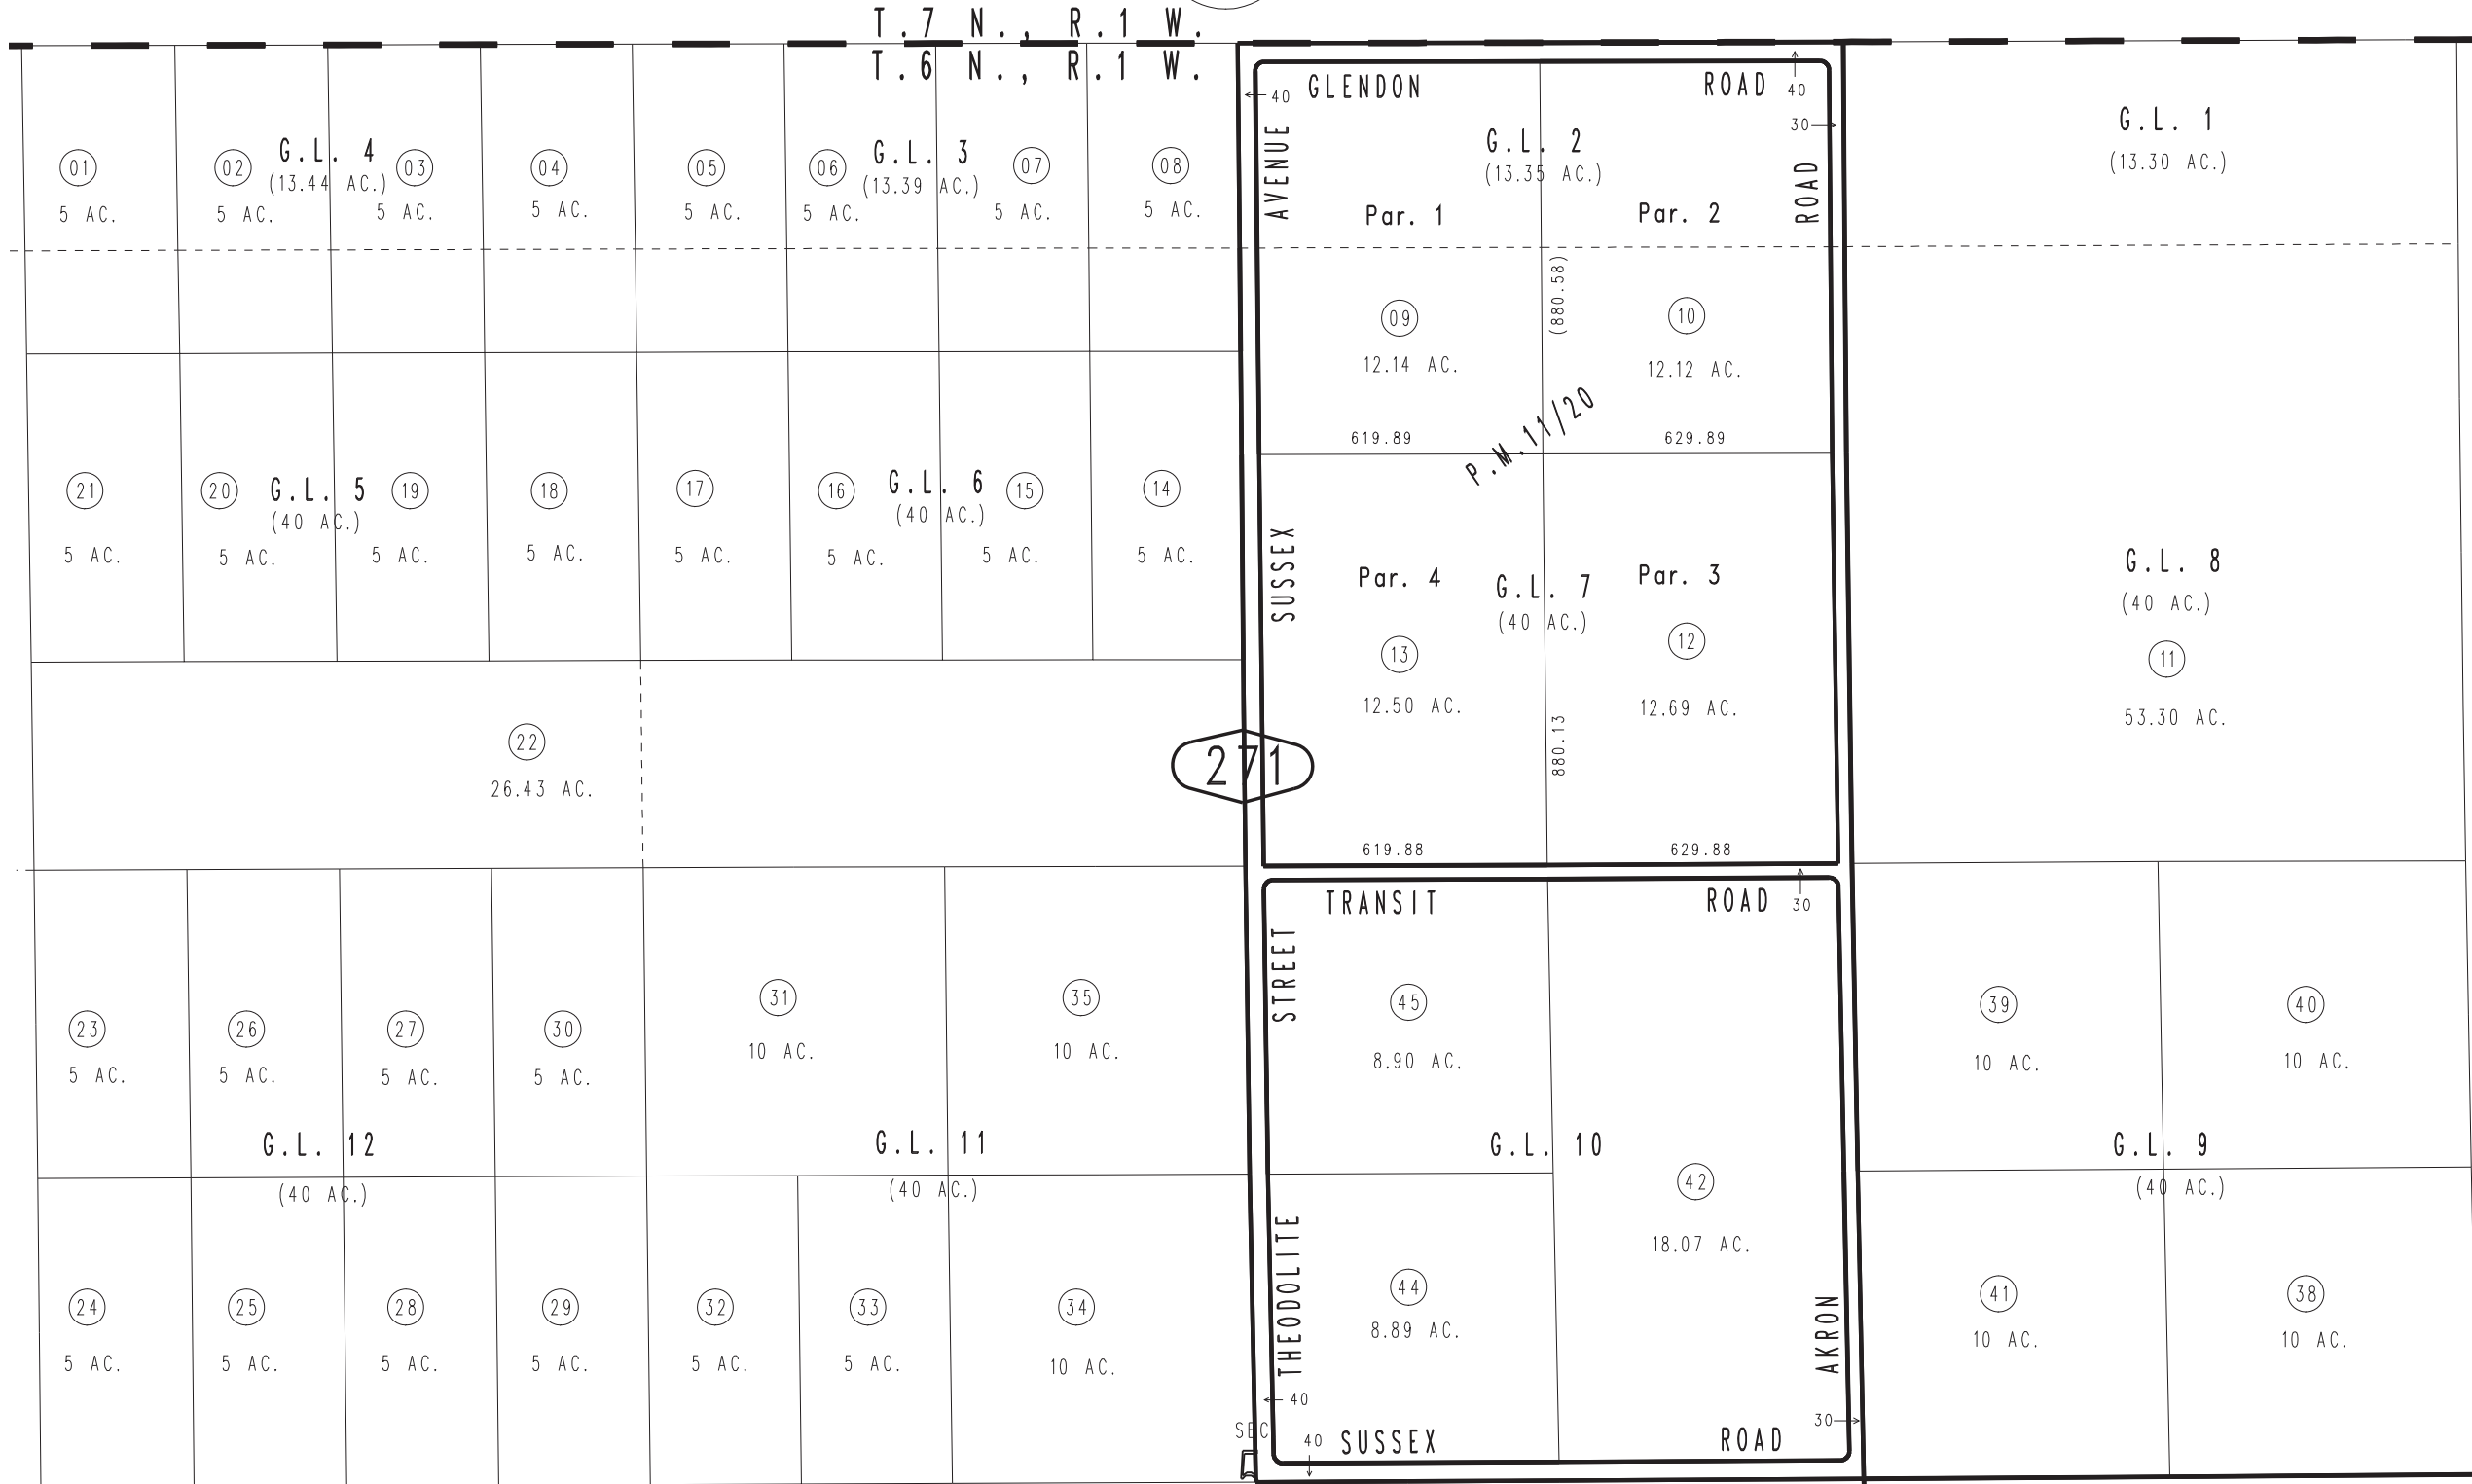 T.7 N., R.1 W.
T.6 N., R.1 W.
01
5 AC.
02
5 AC.
G.L. 4
(13.44 AC.)
03
5 AC.
04
5 AC.
05
5 AC.
06
5 AC.
G.L. 3
(13.39 AC.)
07
5 AC.
08
5 AC.
40
GLENDON ROAD
40
30
AVENUE
G.L. 2
(13.35 AC.)
ROAD
Par. 1
Par. 2
G.L. 1
(13.30 AC.)
09
12.14 AC.
(880.58)
10
12.12 AC.
P.M.11/20
619.89
629.89
21
5 AC.
20
5 AC.
G.L. 5
(40 AC.)
19
5 AC.
18
5 AC.
17
5 AC.
16
5 AC.
G.L. 6
(40 AC.)
15
5 AC.
14
5 AC.
SUSSEX
Par. 4
G.L. 7
(40 AC.)
Par. 3
13
12.50 AC.
12
12.69 AC.
G.L. 8
(40 AC.)
11
53.30 AC.
22
26.43 AC.
271
880.13
619.88
629.88
TRANSIT ROAD
30
STREET
23
5 AC.
26
5 AC.
27
5 AC.
30
5 AC.
31
10 AC.
35
10 AC.
45
8.90 AC.
39
10 AC.
40
10 AC.
G.L. 12
(40 AC.)
G.L. 11
(40 AC.)
G.L. 10
G.L. 9
(40 AC.)
42
18.07 AC.
THEODOLITE
24
5 AC.
25
5 AC.
28
5 AC.
29
5 AC.
32
5 AC.
33
5 AC.
34
10 AC.
44
8.89 AC.
AKRON
41
10 AC.
38
10 AC.
40
30
SEC
40
SUSSEX ROAD